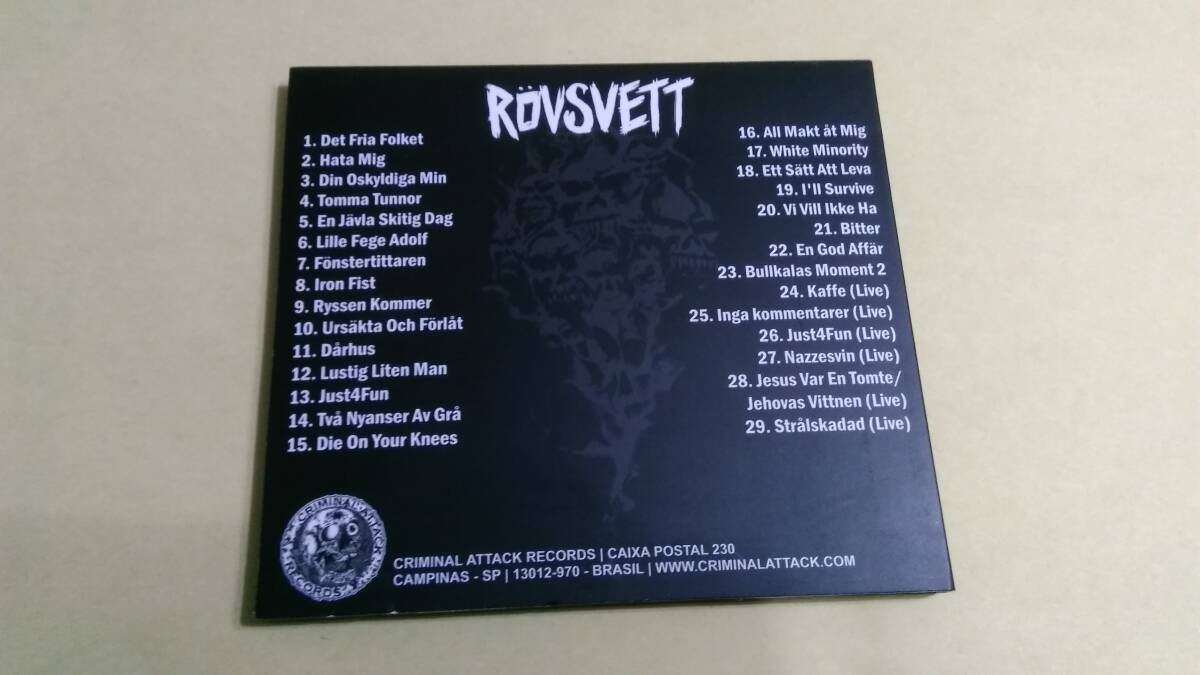 RÖVSVETT
1. Det Fria Folket
2. Hata Mig
3. Din Oskyldiga Min
4. Tomma Tunnor
5. En Jävla Skitig Dag
6. Lille Fege Adolf
7. Fönstertittaren
8. Iron Fist
9. Ryssen Kommer
10. Ursäkta Och Förlåt
11. Dårhus
12. Lustig Liten Man
13. Just4Fun
14. Två Nyanser Av Grå
15. Die On Your Knees
16. All Makt åt Mig
17. White Minority
18. Ett Sätt Att Leva
19. I'll Survive
20. Vi Vill Ikke Ha
21. Bitter
22. En God Affär
23. Bullkalas Moment 2
24. Kaffe (Live)
25. Inga kommentarer (Live)
26. Just4Fun (Live)
27. Nazzesvin (Live)
28. Jesus Var En Tomte/
Jehovas Vittnen (Live)
29. Strålskadad (Live)
CRIMINAL ATTACK
RECORDS
CRIMINAL ATTACK RECORDS | CAIXA POSTAL 230
CAMPINAS - SP | 13012-970 - BRASIL | WWW.CRIMINALATTACK.COM